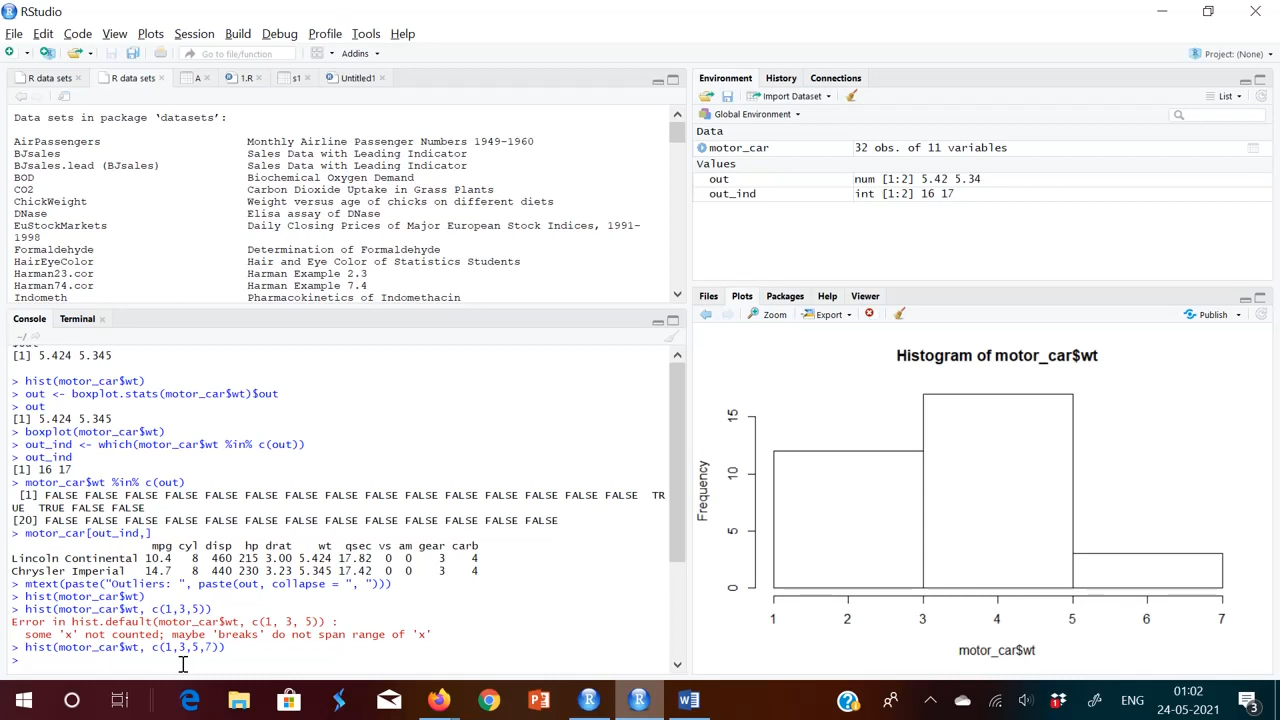 RStudio
File Edit Code View Plots Session Build Debug Profile Tools Help
Go to file/function Addins Project: (None)
R data sets R data sets A 1.R s1 Untitled1
Data sets in package ‘datasets’:
AirPassengers Monthly Airline Passenger Numbers 1949-1960
BJsales Sales Data with Leading Indicator
BJsales.lead (BJsales) Sales Data with Leading Indicator
BOD Biochemical Oxygen Demand
CO2 Carbon Dioxide Uptake in Grass Plants
ChickWeight Weight versus age of chicks on different diets
DNase Elisa assay of DNase
EuStockMarkets Daily Closing Prices of Major European Stock Indices, 1991-
1998
Formaldehyde Determination of Formaldehyde
HairEyeColor Hair and Eye Color of Statistics Students
Harman23.cor Harman Example 2.3
Harman74.cor Harman Example 7.4
Indometh Pharmacokinetics of Indomethacin
Console Terminal
~/
$out
[1] 5.424 5.345
> hist(motor_car$wt)
> out <- boxplot.stats(motor_car$wt)$out
> out
[1] 5.424 5.345
> boxplot(motor_car$wt)
> out_ind <- which(motor_car$wt %in% c(out))
> out_ind
[1] 16 17
> motor_car$wt %in% c(out)
[1] FALSE FALSE FALSE FALSE FALSE FALSE FALSE FALSE FALSE FALSE FALSE FALSE FALSE FALSE FALSE TR
UE TRUE FALSE FALSE
[20] FALSE FALSE FALSE FALSE FALSE FALSE FALSE FALSE FALSE FALSE FALSE FALSE FALSE
> motor_car[out_ind,]
mpg cyl disp hp drat wt qsec vs am gear carb
Lincoln Continental 10.4 8 460 215 3.00 5.424 17.82 0 0 3 4
Chrysler Imperial 14.7 8 440 230 3.23 5.345 17.42 0 0 3 4
> mtext(paste("Outliers: ", paste(out, collapse = ", ")))
> hist(motor_car$wt)
> hist(motor_car$wt, c(1,3,5))
Error in hist.default(motor_car$wt, c(1, 3, 5)) :
some 'x' not counted; maybe 'breaks' do not span range of 'x'
> hist(motor_car$wt, c(1,3,5,7))
>
Environment History Connections
Import Dataset List
Global Environment
Data
motor_car 32 obs. of 11 variables
Values
out num [1:2] 5.42 5.34
out_ind int [1:2] 16 17
Files Plots Packages Help Viewer
Zoom Export Publish
Histogram of motor_car$wt
Frequency
15
10
5
0
1 2 3 4 5 6 7
motor_car$wt
ENG
01:02
24-05-2021
3